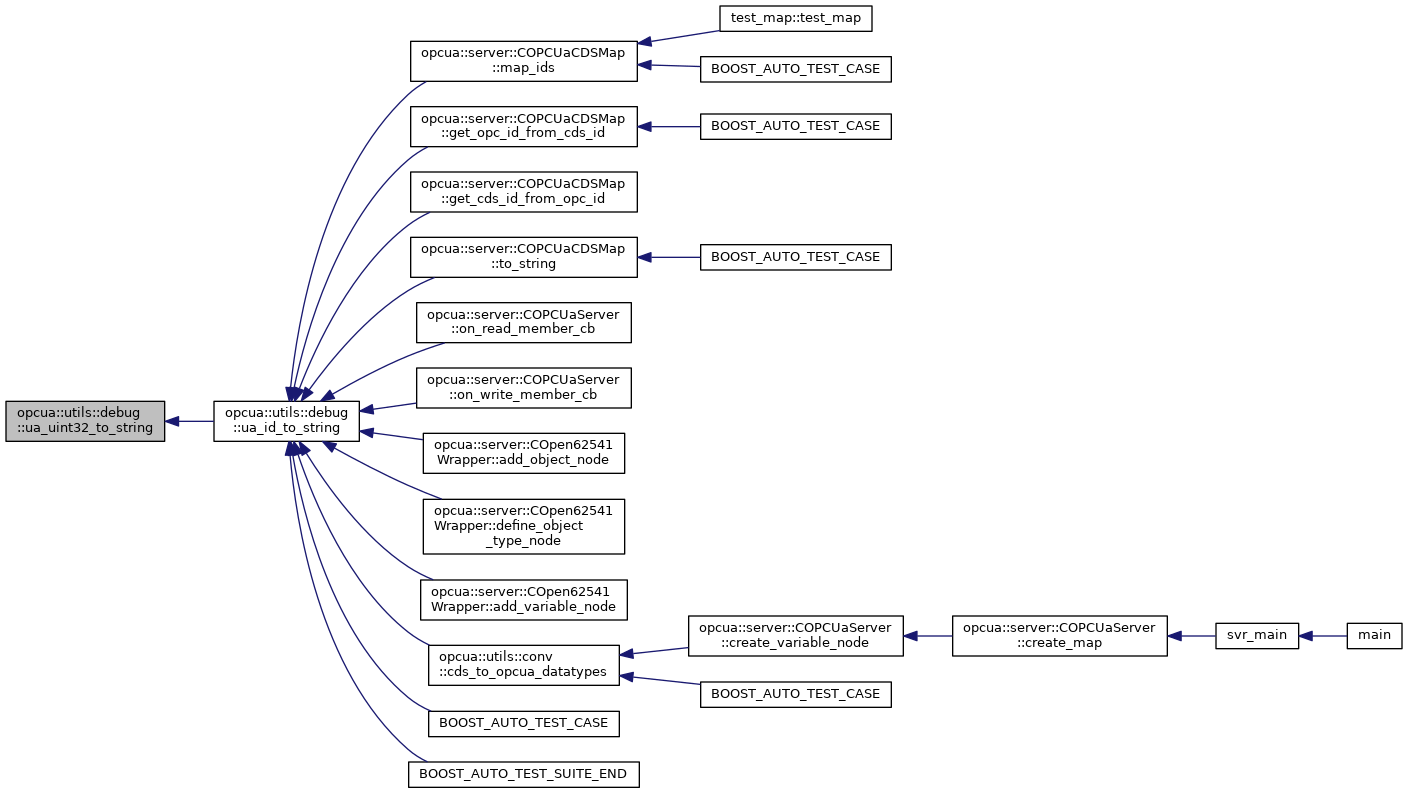 test_map::test_map
opcua::server::COPCUaCDSMap
::map_ids
BOOST_AUTO_TEST_CASE
opcua::server::COPCUaCDSMap
::get_opc_id_from_cds_id
BOOST_AUTO_TEST_CASE
opcua::server::COPCUaCDSMap
::get_cds_id_from_opc_id
opcua::server::COPCUaCDSMap
::to_string
BOOST_AUTO_TEST_CASE
opcua::server::COPCUaServer
::on_read_member_cb
opcua::server::COPCUaServer
::on_write_member_cb
opcua::utils::debug
::ua_uint32_to_string
opcua::utils::debug
::ua_id_to_string
opcua::server::COpen62541
Wrapper::add_object_node
opcua::server::COpen62541
Wrapper::define_object
_type_node
opcua::server::COpen62541
Wrapper::add_variable_node
opcua::utils::conv
::cds_to_opcua_datatypes
opcua::server::COPCUaServer
::create_variable_node
opcua::server::COPCUaServer
::create_map
svr_main
main
BOOST_AUTO_TEST_CASE
BOOST_AUTO_TEST_CASE
BOOST_AUTO_TEST_SUITE_END